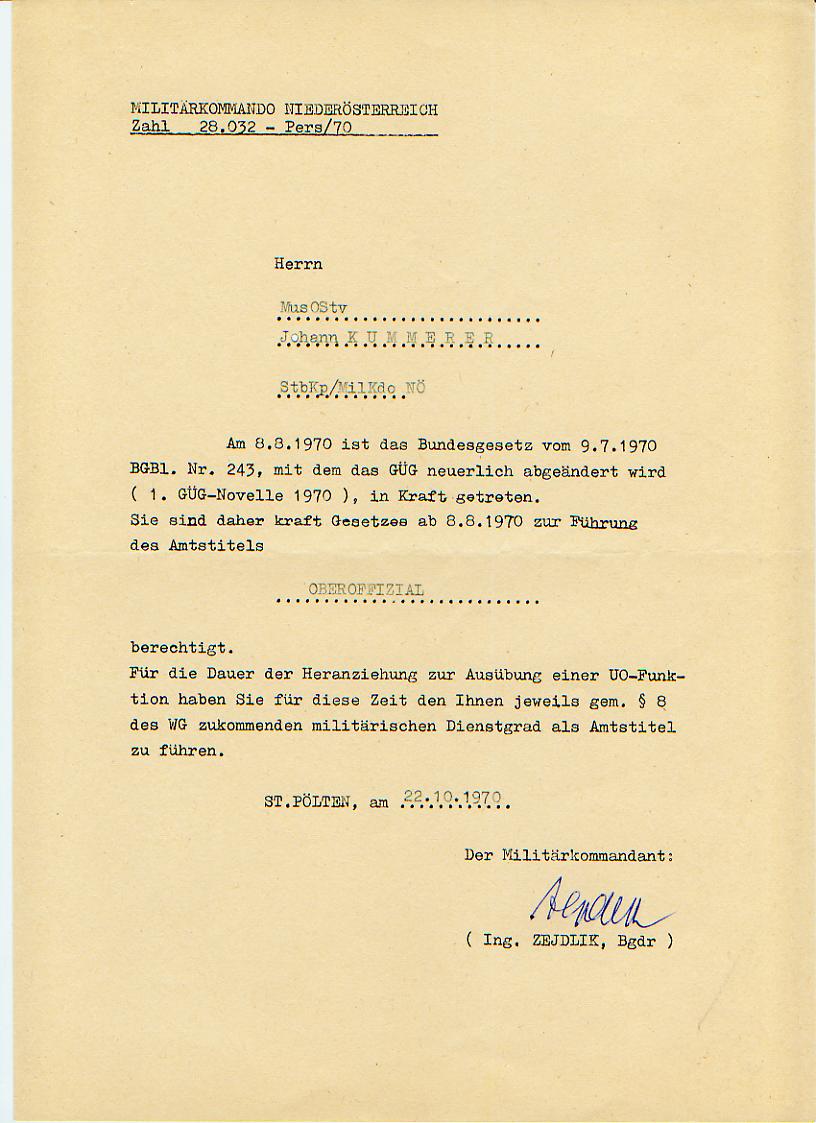 MILITÄRKOMMANDO NIEDERÖSTERREICH
Zahl 28.032 - Pers/70
Herrn
MusOStv
Johann K U M M E R E R
StbKp/MilKdo NÖ
Am 8.8.1970 ist das Bundesgesetz vom 9.7.1970
BGBl. Nr. 243, mit dem das GÜG neuerlich abgeändert wird
( 1. GÜG-Novelle 1970 ), in Kraft getreten.
Sie sind daher kraft Gesetzes ab 8.8.1970 zur Führung
des Amtstitels
OBEROFFIZIAL
berechtigt.
Für die Dauer der Heranziehung zur Ausübung einer UO-Funk-
tion haben Sie für diese Zeit den Ihnen jeweils gem. § 8
des WG zukommenden militärischen Dienstgrad als Amtstitel
zu führen.
ST.PÖLTEN, am 22.10.1970
Der Militärkommandant:
( Ing. ZEJDLIK, Bgdr )